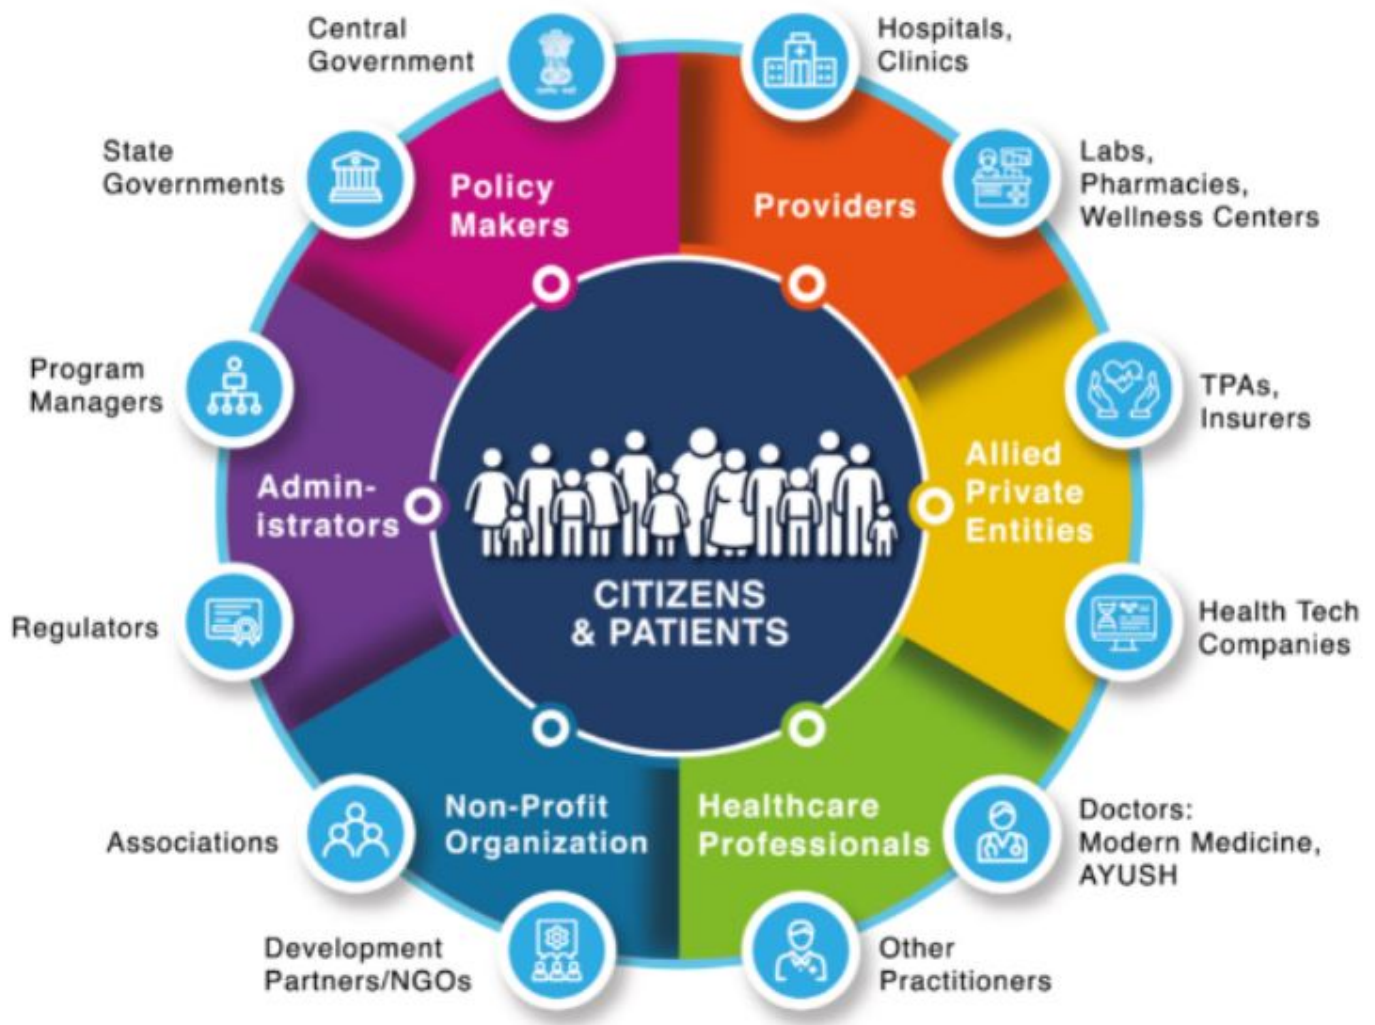 Central
Government
Hospitals,
Clinics
State
Governments
Policy
Makers
Providers
Labs,
Pharmacies,
Wellness Centers
Program
Managers
TPAs,
Insurers
Admin-
istrators
Allied
Private
Entities
CITIZENS
& PATIENTS
Regulators
Health Tech
Companies
Associations
Non-Profit
Organization
Healthcare
Professionals
Doctors:
Modern Medicine,
AYUSH
Development
Partners/NGOs
Other
Practitioners